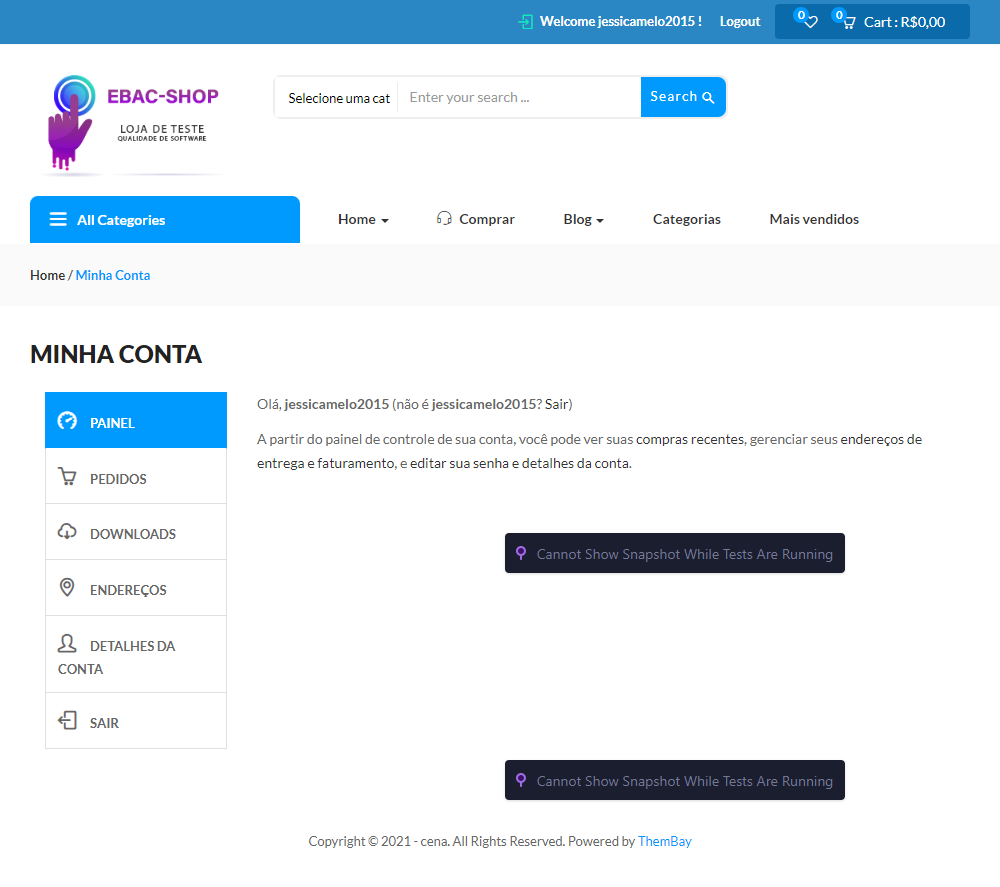 Welcome jessicamelo2015 ! Logout 0 0 Cart : R$0,00
EBAC-SHOP
LOJA DE TESTE
QUALIDADE DE SOFTWARE
Selecione uma cat Enter your search ... Search
All Categories Home Comprar Blog Categorias Mais vendidos
Home / Minha Conta
MINHA CONTA
PAINEL
PEDIDOS
DOWNLOADS
ENDEREÇOS
DETALHES DA
CONTA
SAIR
Olá, jessicamelo2015 (não é jessicamelo2015? Sair)
A partir do painel de controle de sua conta, você pode ver suas compras recentes, gerenciar seus endereços de
entrega e faturamento, e editar sua senha e detalhes da conta.
Cannot Show Snapshot While Tests Are Running
Cannot Show Snapshot While Tests Are Running
Copyright © 2021 - cena. All Rights Reserved. Powered by ThemBay